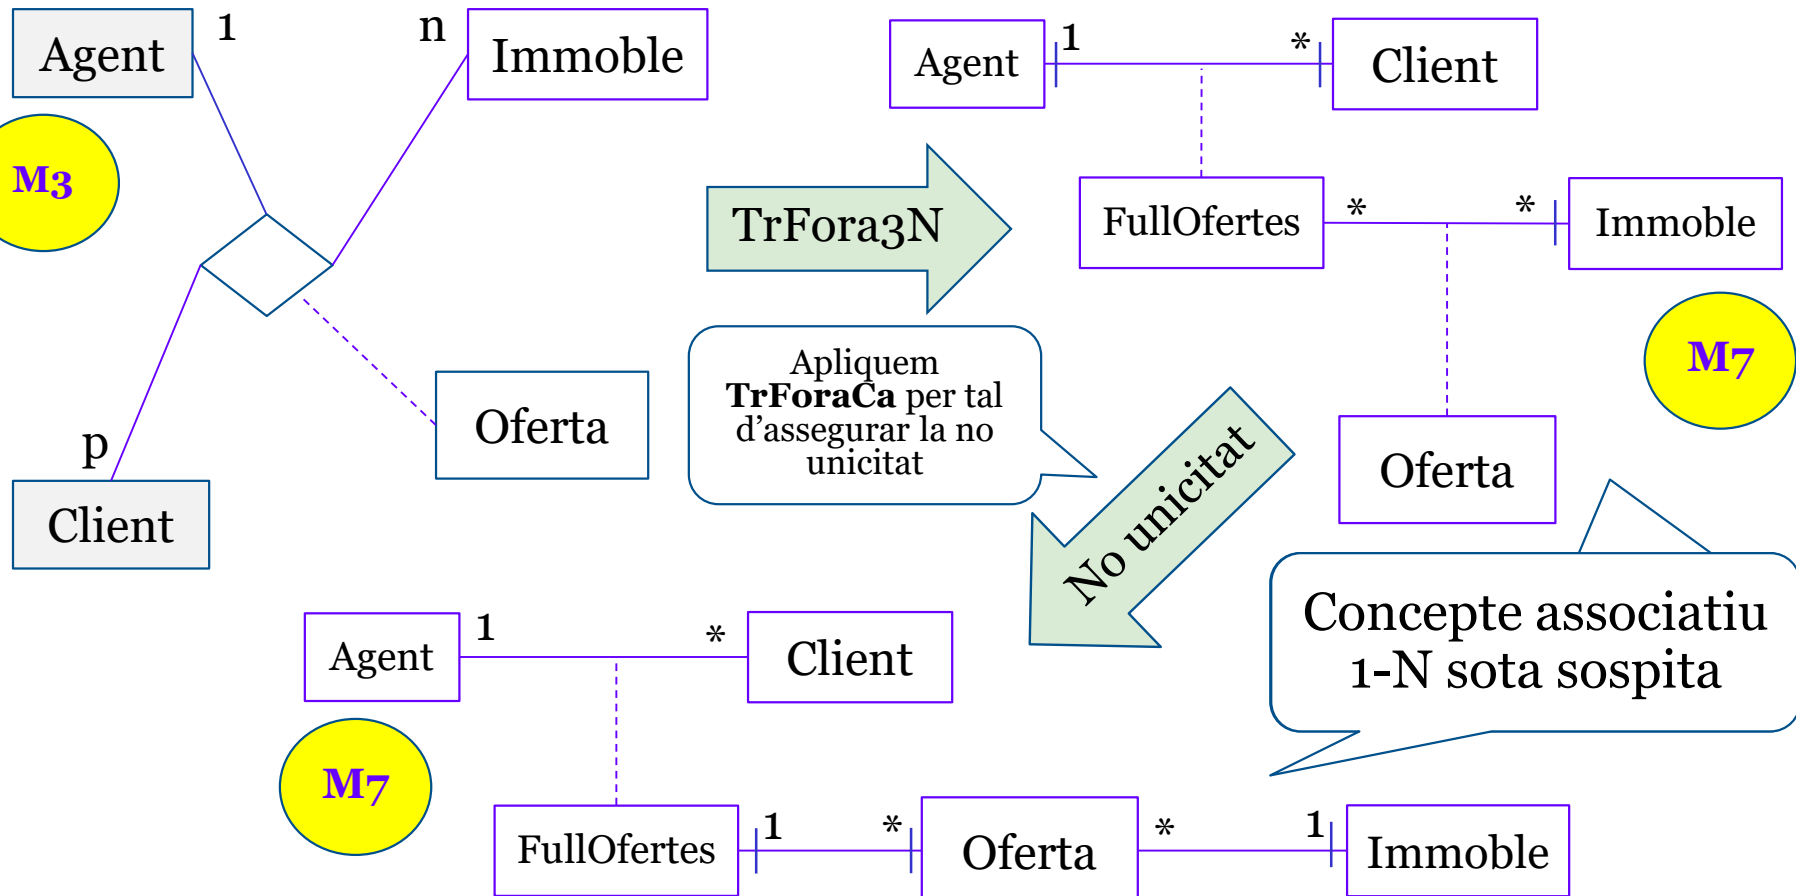 Agent
1
n
Immoble
M3
p
Client
Oferta
TrFora3N
Agent
1
*
Client
FullOfertes
*
*
Immoble
M7
Oferta
Apliquem
TrForaCa per tal
d'assegurar la no
unicitat
No unicitat
Concepte associatiu
1-N sota sospita
Agent
1
*
Client
M7
FullOfertes
1
*
Oferta
*
1
Immoble